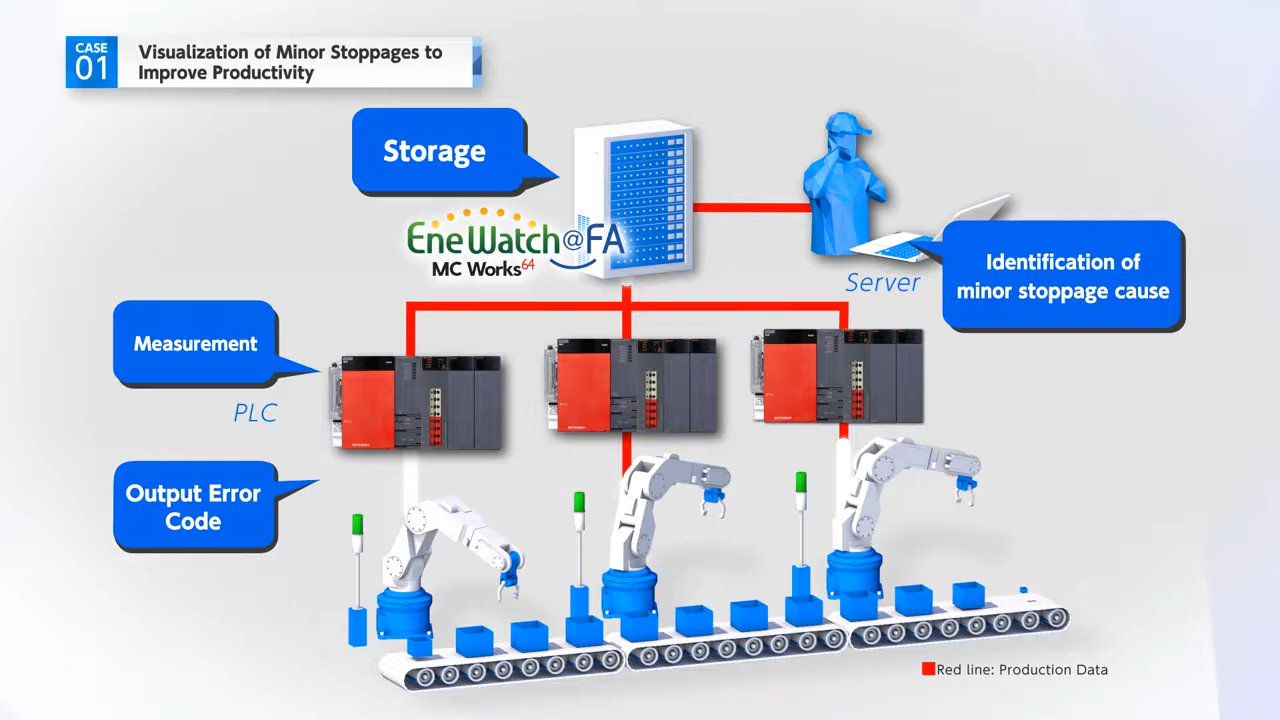 CASE
01
Visualization of Minor Stoppages to
Improve Productivity
Storage
EneWatch@FA
MC Works64
Server
Identification of
minor stoppage cause
Measurement
PLC
Output Error
Code
Red line: Production Data